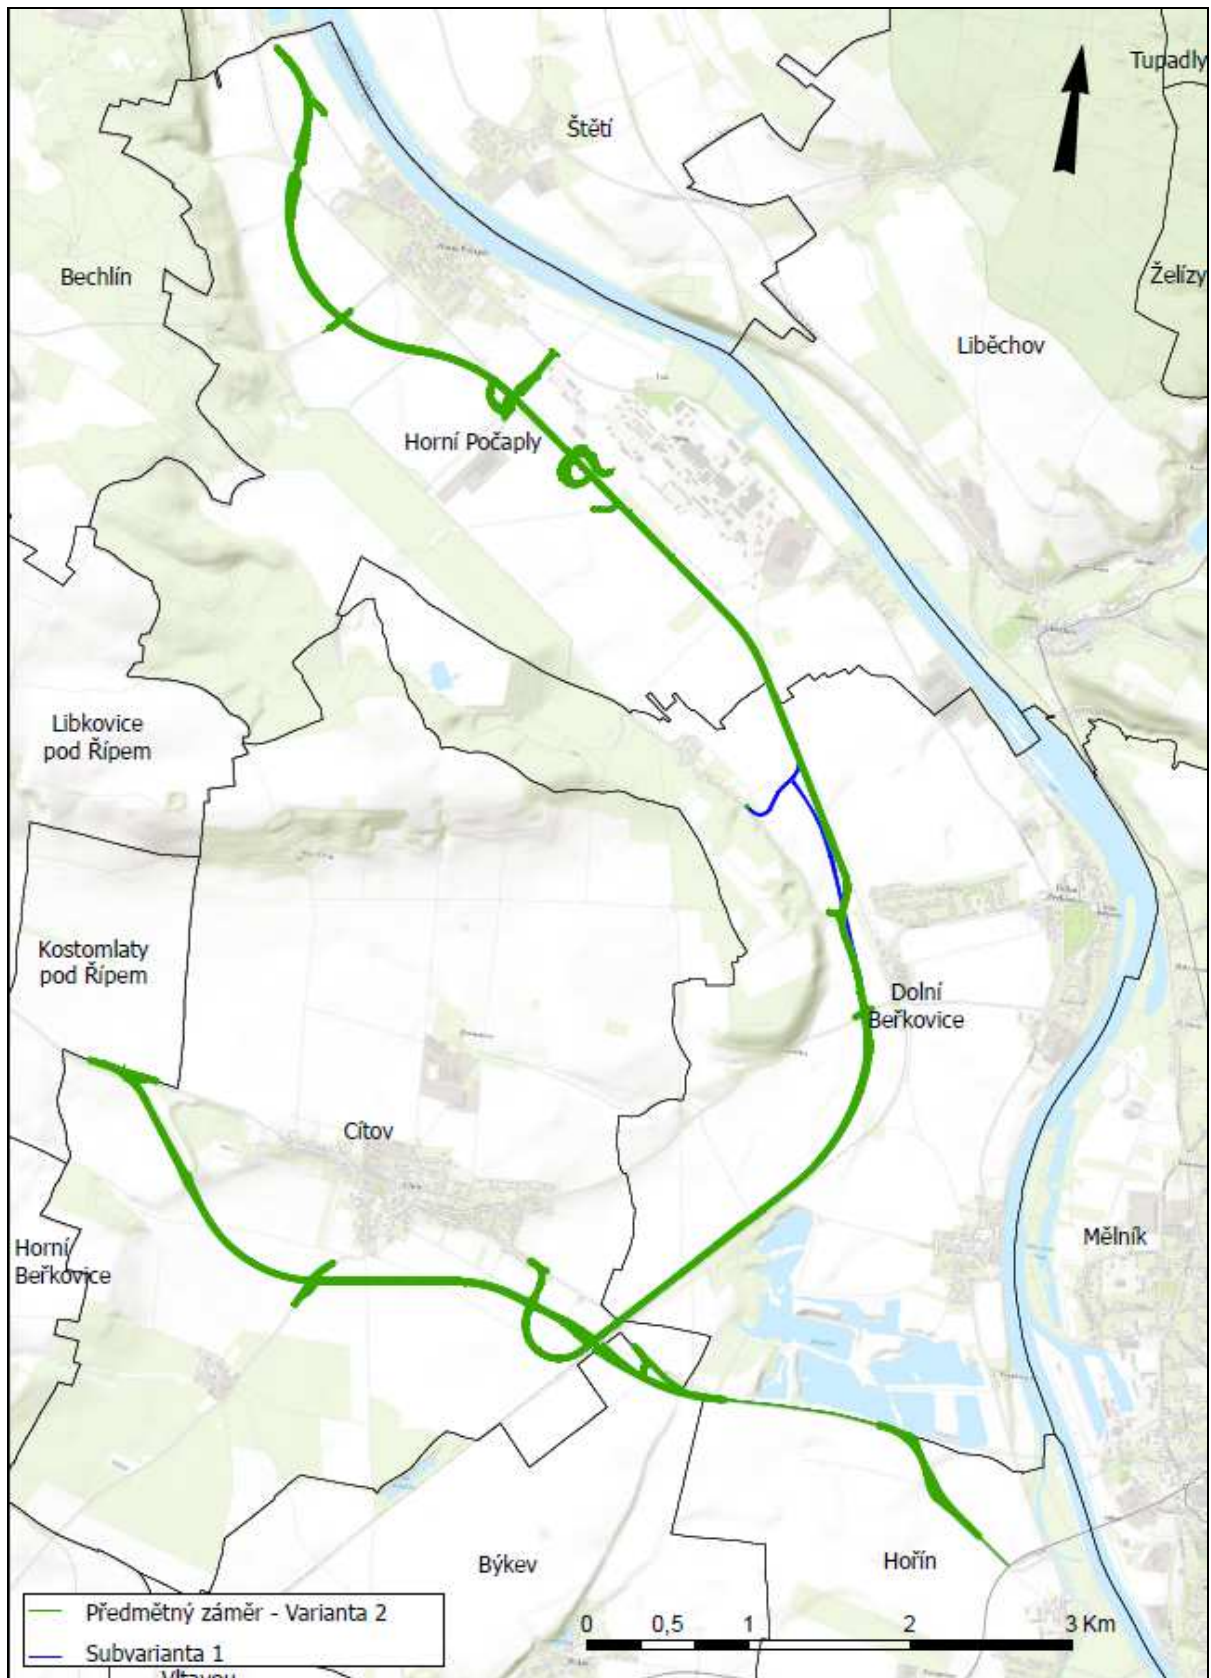 Tupadly
Štětí
Bechlín
Želízy
Liběchov
Horní Počaply
Libkovice
pod Řípem
Kostomlaty
pod Řípem
Dolní
Beřkovice
Cítov
Mělník
Horní
Beřkovice
Býkev
Hořín
Předmětný záměr - Varianta 2
Subvarianta 1
0 0,5 1 2 3 Km
Vltavou